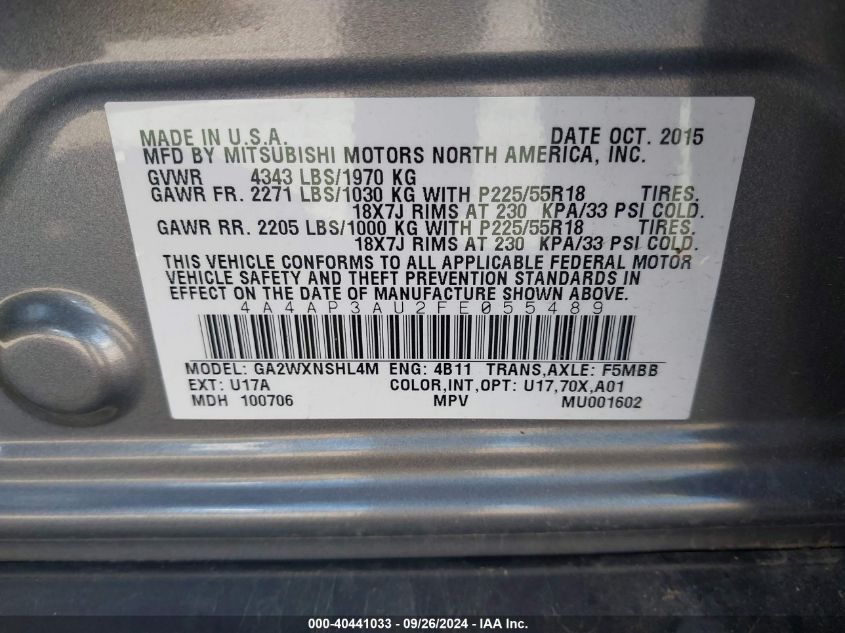 MADE IN U.S.A. DATE OCT. 2015
MFD BY MITSUBISHI MOTORS NORTH AMERICA, INC.
GVWR 4343 LBS/1970 KG
GAWR FR. 2271 LBS/1030 KG WITH P225/55R18 TIRES.
18X7J RIMS AT 230 KPA/33 PSI COLD.
GAWR RR. 2205 LBS/1000 KG WITH P225/55R18 TIRES.
18X7J RIMS AT 230 KPA/33 PSI COLD.
THIS VEHICLE CONFORMS TO ALL APPLICABLE FEDERAL MOTOR
VEHICLE SAFETY AND THEFT PREVENTION STANDARDS IN
EFFECT ON THE DATE OF MANUFACTURE SHOWN ABOVE.
4A4AP3AU2FE055489
MODEL: GA2WXNSHL4M ENG: 4B11 TRANS,AXLE: F5MBB
EXT: U17A COLOR,INT,OPT: U17,70X,A01
MDH 100706 MPV MU001602
000-40441033 - 09/26/2024 - IAA Inc.